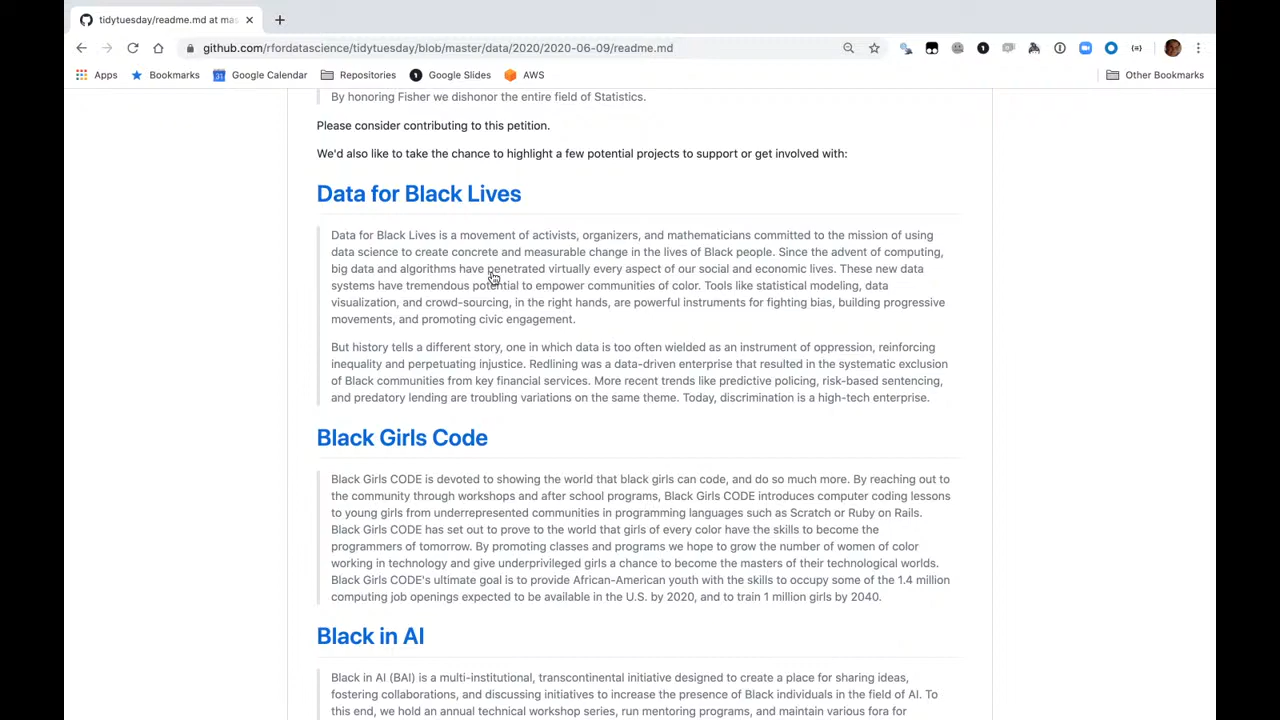 tidytuesday/readme.md at mas
github.com/rfordatascience/tidytuesday/blob/master/data/2020/2020-06-09/readme.md
Apps Bookmarks Google Calendar Repositories Google Slides AWS Other Bookmarks
By honoring Fisher we dishonor the entire field of Statistics.
Please consider contributing to this petition.
We'd also like to take the chance to highlight a few potential projects to support or get involved with:
Data for Black Lives
Data for Black Lives is a movement of activists, organizers, and mathematicians committed to the mission of using
data science to create concrete and measurable change in the lives of Black people. Since the advent of computing,
big data and algorithms have penetrated virtually every aspect of our social and economic lives. These new data
systems have tremendous potential to empower communities of color. Tools like statistical modeling, data
visualization, and crowd-sourcing, in the right hands, are powerful instruments for fighting bias, building progressive
movements, and promoting civic engagement.
But history tells a different story, one in which data is too often wielded as an instrument of oppression, reinforcing
inequality and perpetuating injustice. Redlining was a data-driven enterprise that resulted in the systematic exclusion
of Black communities from key financial services. More recent trends like predictive policing, risk-based sentencing,
and predatory lending are troubling variations on the same theme. Today, discrimination is a high-tech enterprise.
Black Girls Code
Black Girls CODE is devoted to showing the world that black girls can code, and do so much more. By reaching out to
the community through workshops and after school programs, Black Girls CODE introduces computer coding lessons
to young girls from underrepresented communities in programming languages such as Scratch or Ruby on Rails.
Black Girls CODE has set out to prove to the world that girls of every color have the skills to become the
programmers of tomorrow. By promoting classes and programs we hope to grow the number of women of color
working in technology and give underprivileged girls a chance to become the masters of their technological worlds.
Black Girls CODE's ultimate goal is to provide African-American youth with the skills to occupy some of the 1.4 million
computing job openings expected to be available in the U.S. by 2020, and to train 1 million girls by 2040.
Black in AI
Black in AI (BAI) is a multi-institutional, transcontinental initiative designed to create a place for sharing ideas,
fostering collaborations, and discussing initiatives to increase the presence of Black individuals in the field of AI. To
this end, we hold an annual technical workshop series, run mentoring programs, and maintain various fora for